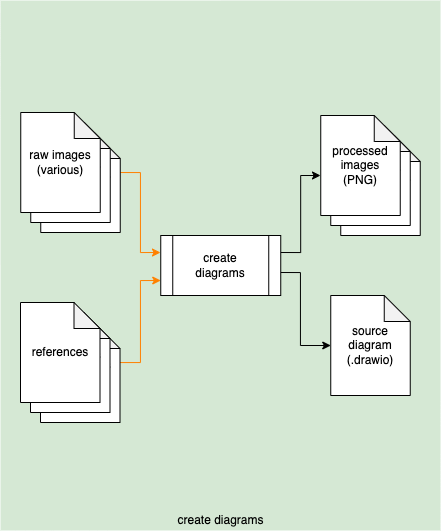 raw images
(various)
processed
images
(PNG)
create
diagrams
references
source
diagram
(.drawio)
create diagrams